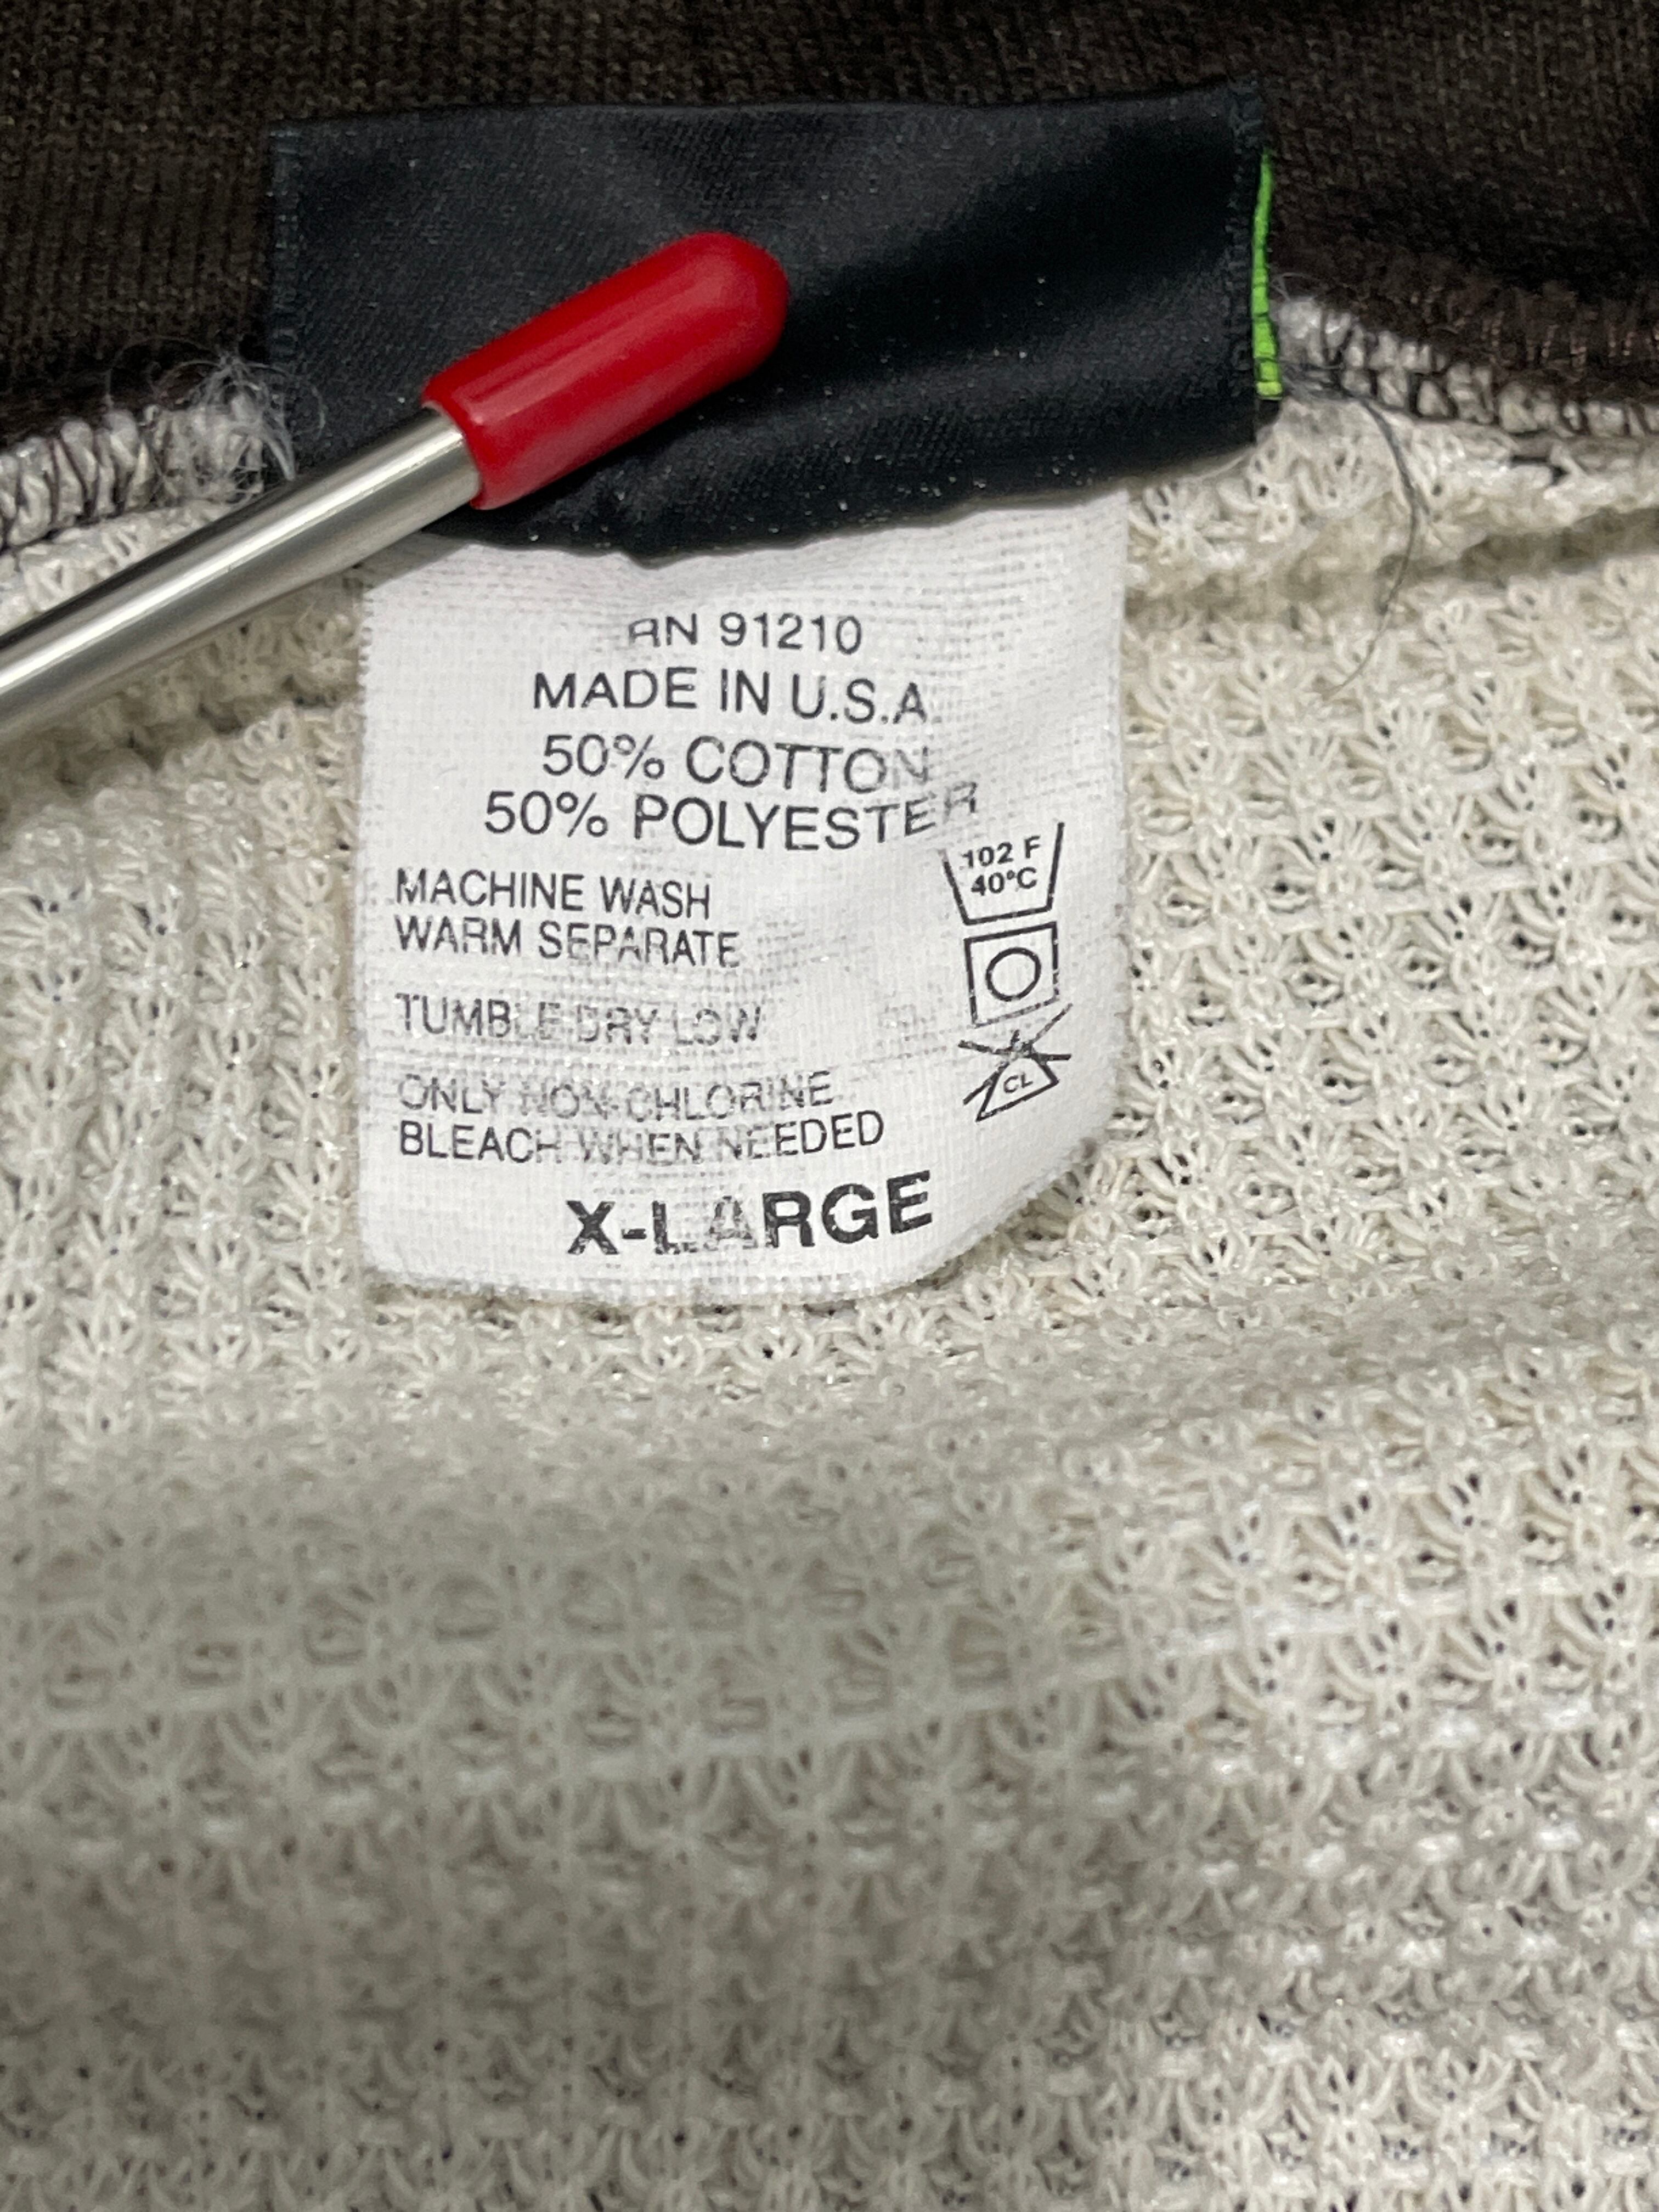 RN 91210
MADE IN U.S.A.
50% COTTON
50% POLYESTER
102 F
40°C
MACHINE WASH
WARM SEPARATE
TUMBLE DRY LOW
CL
ONLY NON-CHLORINE
BLEACH WHEN NEEDED
X-LARGE